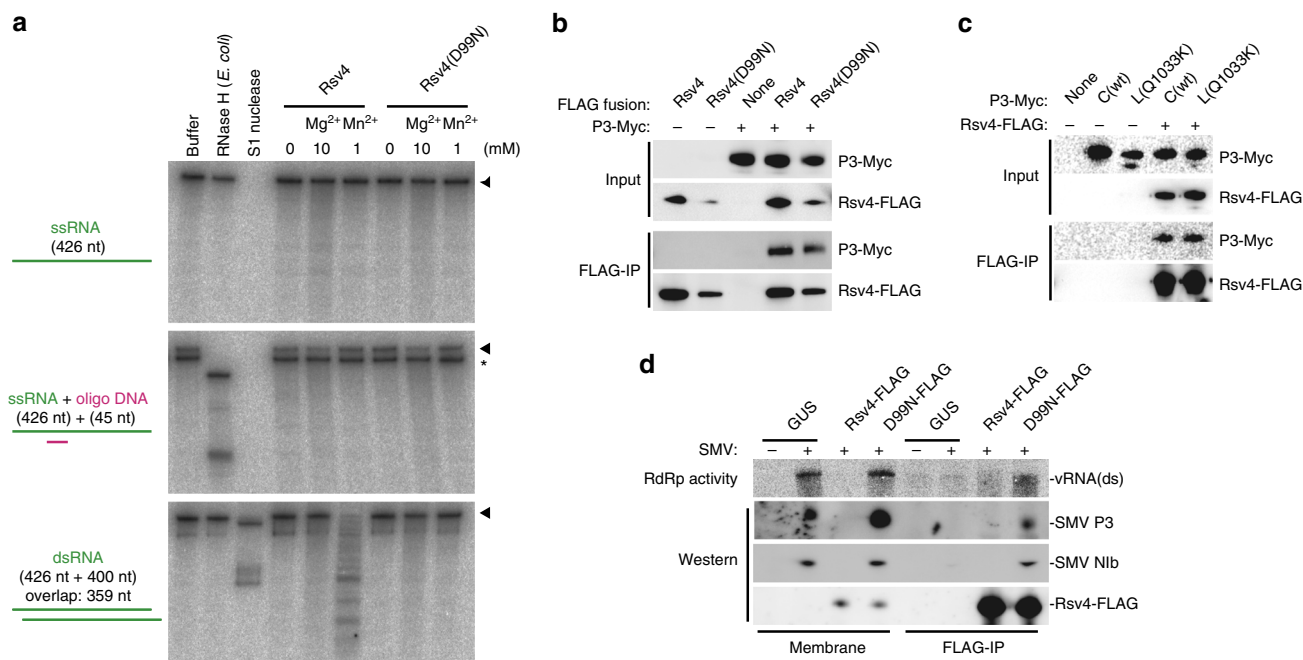 a
Buffer
RNase H (E. coli)
S1 nuclease
Rsv4
Rsv4(D99N)
Mg2+ Mn2+ Mg2+ Mn2+
0 10 1 0 10 1 (mM)
ssRNA
(426 nt)
ssRNA + oligo DNA
(426 nt) + (45 nt)
*
dsRNA
(426 nt + 400 nt)
overlap: 359 nt
b
FLAG fusion: Rsv4 Rsv4(D99N) None Rsv4 Rsv4(D99N)
P3-Myc: – – + + +
Input
P3-Myc
Rsv4-FLAG
FLAG-IP
P3-Myc
Rsv4-FLAG
c
P3-Myc: None C(wt) L(Q1033K) C(wt) L(Q1033K)
Rsv4-FLAG: – – – + +
Input
P3-Myc
Rsv4-FLAG
FLAG-IP
P3-Myc
Rsv4-FLAG
d
GUS Rsv4-FLAG D99N-FLAG GUS Rsv4-FLAG D99N-FLAG
SMV: – + + + – + + +
RdRp activity -vRNA(ds)
-SMV P3
Western
-SMV NIb
-Rsv4-FLAG
Membrane FLAG-IP